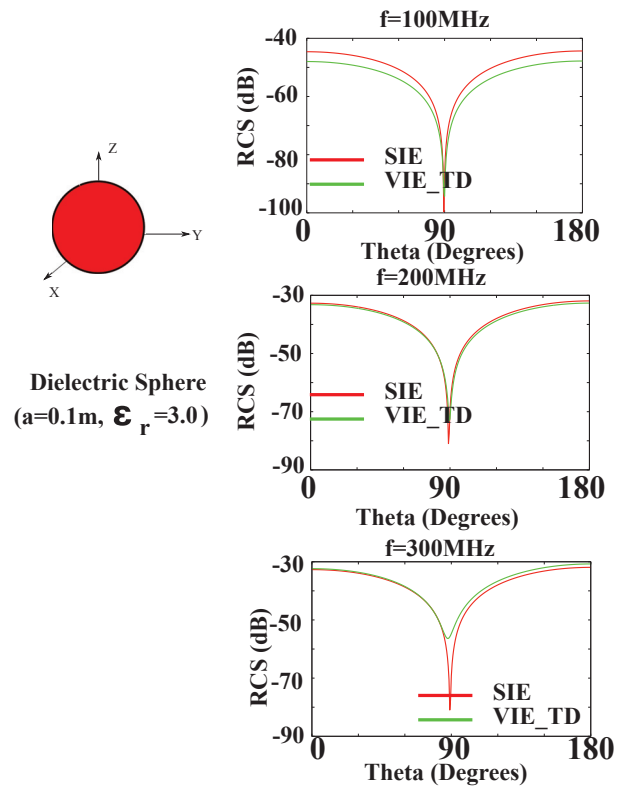 f=100MHz
-40
-60
-80
-100
RCS (dB)
SIE
VIE_TD
0
90
180
Theta (Degrees)
Z
Y
X
Dielectric Sphere
(a=0.1m, ε r =3.0)
f=200MHz
-30
-50
-70
-90
RCS (dB)
SIE
VIE_TD
0
90
180
Theta (Degrees)
f=300MHz
-30
-50
-70
-90
RCS (dB)
SIE
VIE_TD
0
90
180
Theta (Degrees)